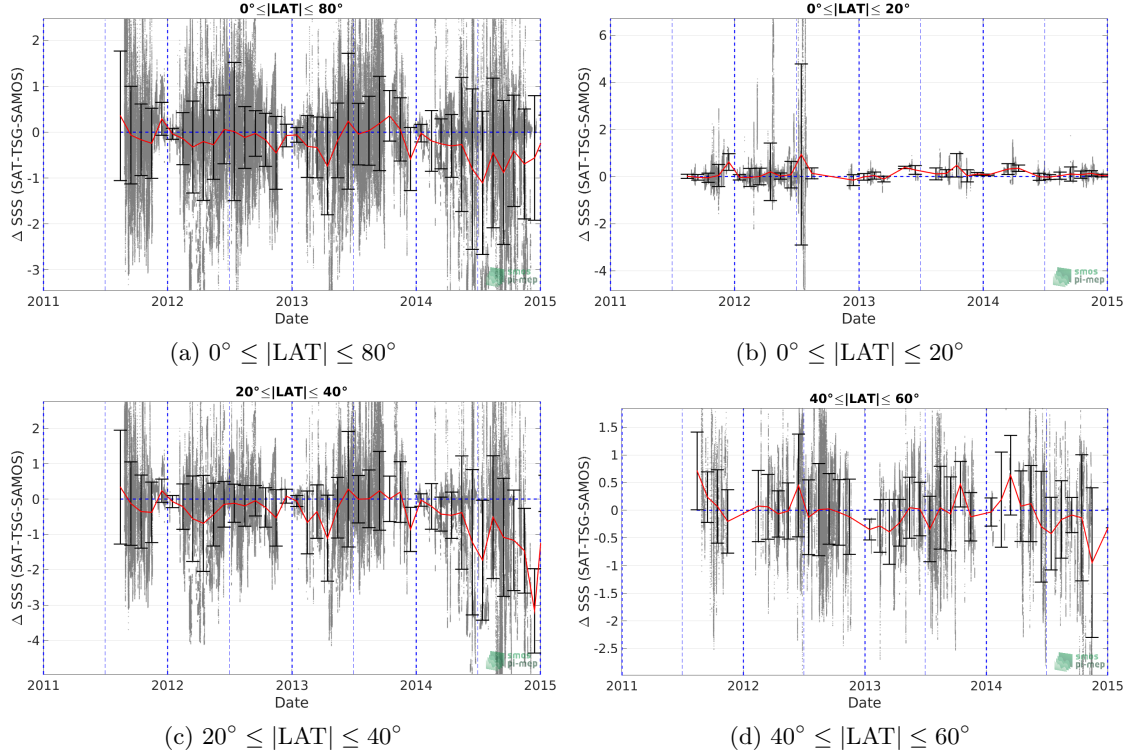 0°≤|LAT|≤ 80°
2
1
0
-1
-2
-3
Δ SSS (SAT-TSG-SAMOS)
smos
pi-mep
2011 2012 2013 2014 2015
Date
(a) 0° ≤ |LAT| ≤ 80°
0°≤|LAT|≤ 20°
6
4
2
0
-2
-4
Δ SSS (SAT-TSG-SAMOS)
smos
pi-mep
2011 2012 2013 2014 2015
Date
(b) 0° ≤ |LAT| ≤ 20°
20°≤|LAT|≤ 40°
2
1
0
-1
-2
-3
-4
Δ SSS (SAT-TSG-SAMOS)
smos
pi-mep
2011 2012 2013 2014 2015
Date
(c) 20° ≤ |LAT| ≤ 40°
40°≤|LAT|≤ 60°
1.5
1
0.5
0
-0.5
-1
-1.5
-2
-2.5
Δ SSS (SAT-TSG-SAMOS)
smos
pi-mep
2011 2012 2013 2014 2015
Date
(d) 40° ≤ |LAT| ≤ 60°